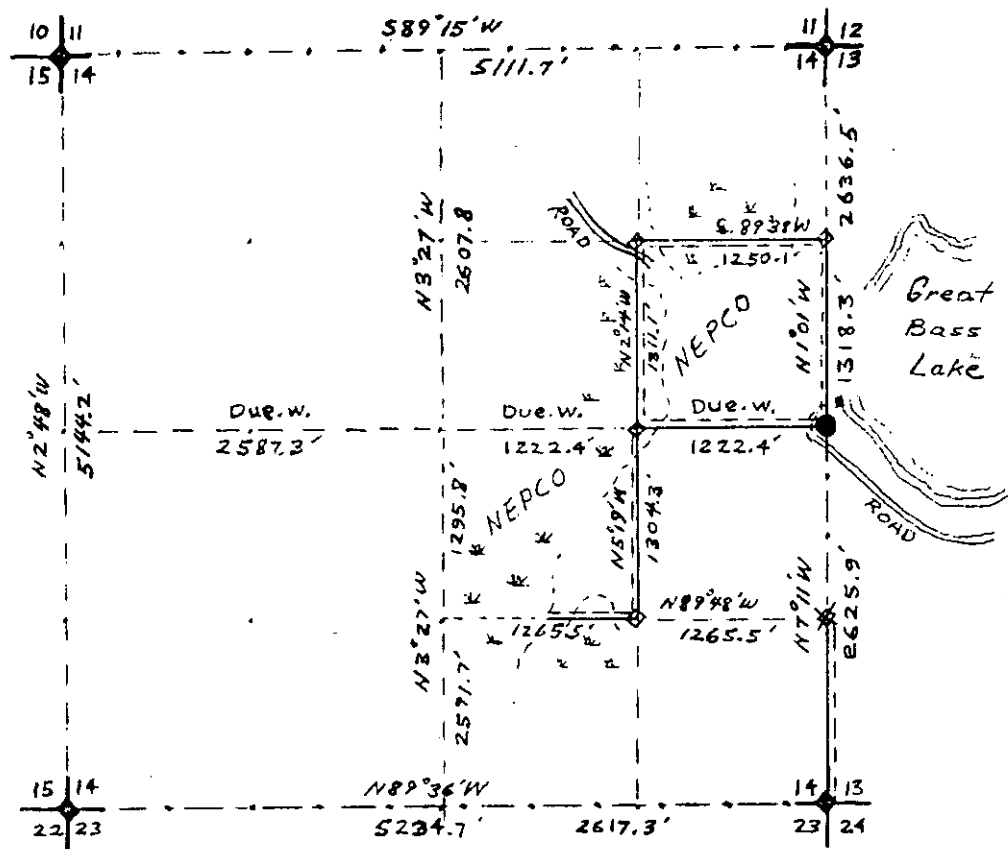 10 11
15 14
S89°15'W
5111.7'
11 12
14 13
2636.5'
N3°27'W
2607.8
ROAD
S.89°38'W
1250.1'
N2°14'W
1311.7'
NEPCO
N1°01'W
1318.3'
Great
Bass
Lake
N2°48'W
5144.2'
Due.W.
2587.3'
Due.W.
1222.4'
Due.W.
1222.4'
ROAD
NEPCO
1295.8'
N5°19'W
1304.3'
N3°27'W
2591.7'
1265.5'
N89°48'W
1265.5'
N7°11'W
2625.9'
15 14
22 23
N89°36'W
5234.7'
2617.3'
14 13
23 24